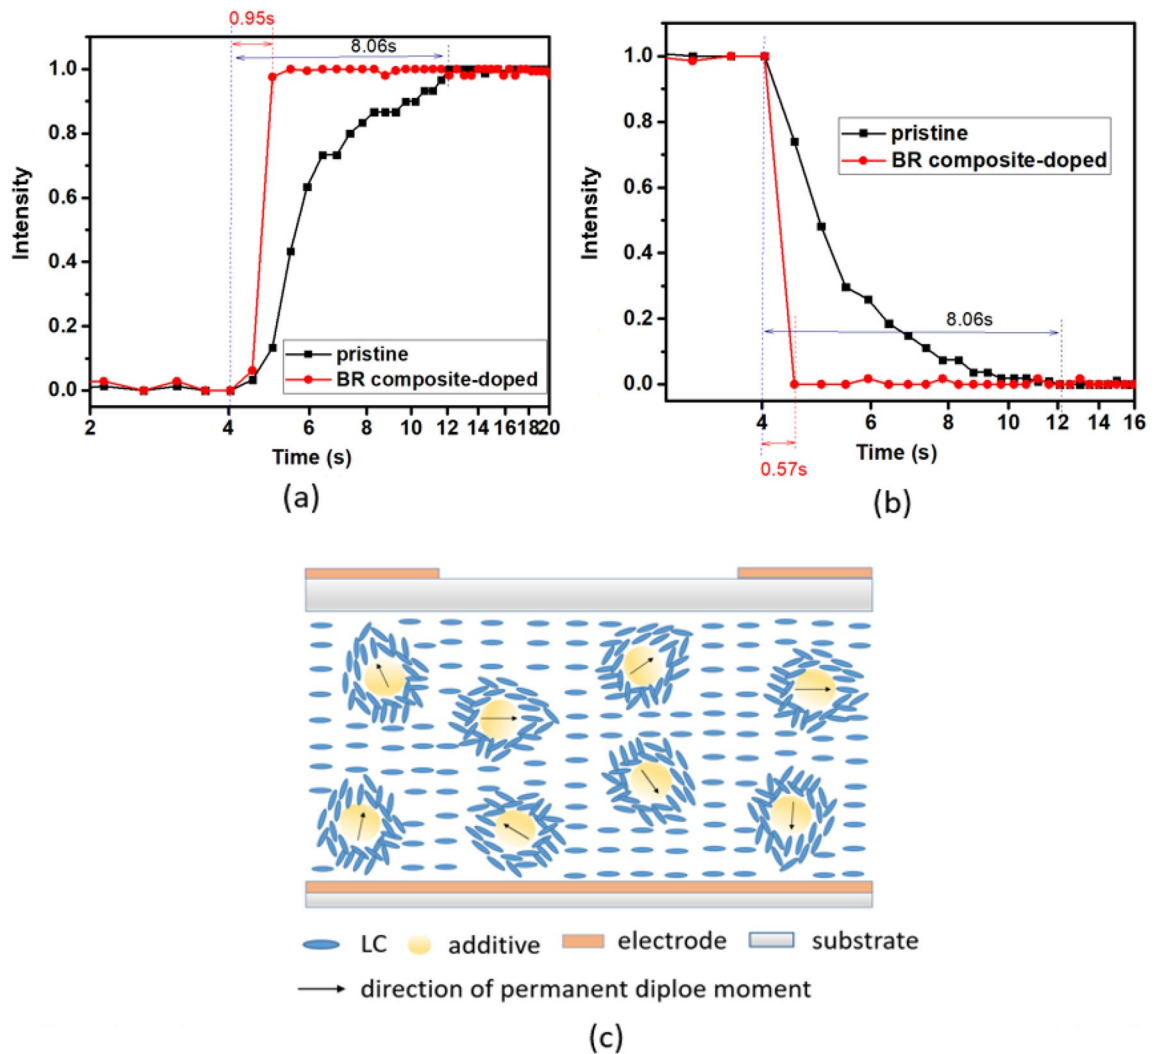 0.95s
8.06s
1.0
0.8
0.6
0.4
0.2
0.0
Intensity
pristine
BR composite-doped
2 4 6 8 10 12 14 16 18 20
Time (s)
(a)
1.0
0.8
0.6
0.4
0.2
0.0
Intensity
pristine
BR composite-doped
8.06s
4 6 8 10 12 14 16
Time (s)
0.57s
(b)
LC additive electrode substrate
direction of permanent diploe moment
(c)